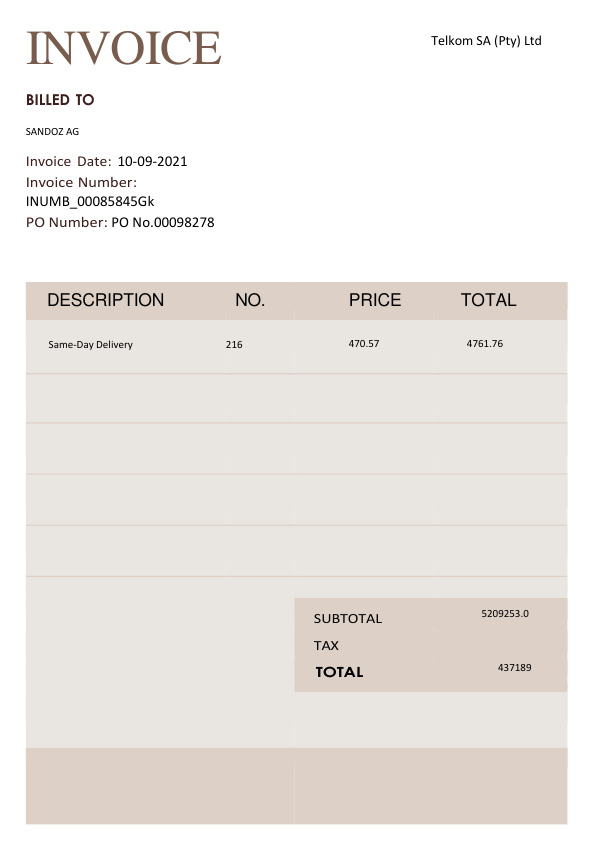 INVOICE
Telkom SA (Pty) Ltd
BILLED TO
SANDOZ AG
Invoice Date: 10-09-2021
Invoice Number:
INUMB_00085845Gk
PO Number: PO No.00098278
DESCRIPTION NO. PRICE TOTAL
Same-Day Delivery 216 470.57 4761.76
SUBTOTAL 5209253.0
TAX
TOTAL 437189